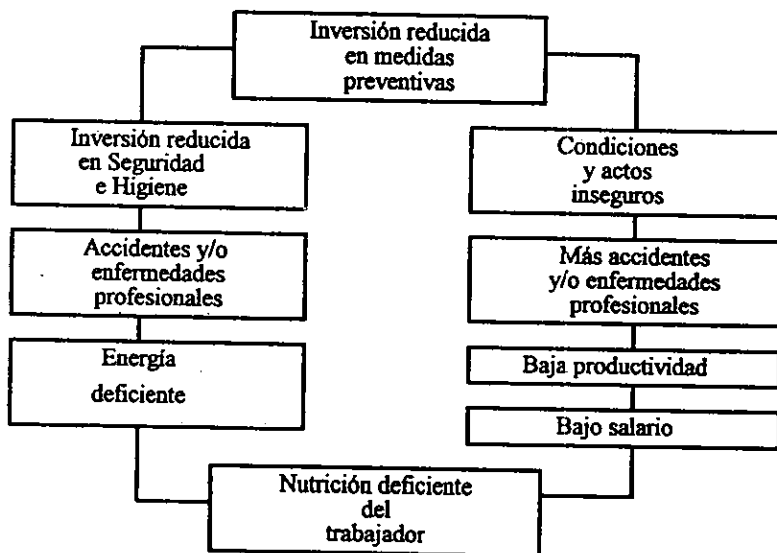 Inversión reducida
en medidas
preventivas
Inversión reducida
en Seguridad
e Higiene
Accidentes y/o
enfermedades
profesionales
Energía
deficiente
Condiciones
y actos
inseguros
Más accidentes
y/o enfermedades
profesionales
Baja productividad
Bajo salario
Nutrición deficiente
del
trabajador